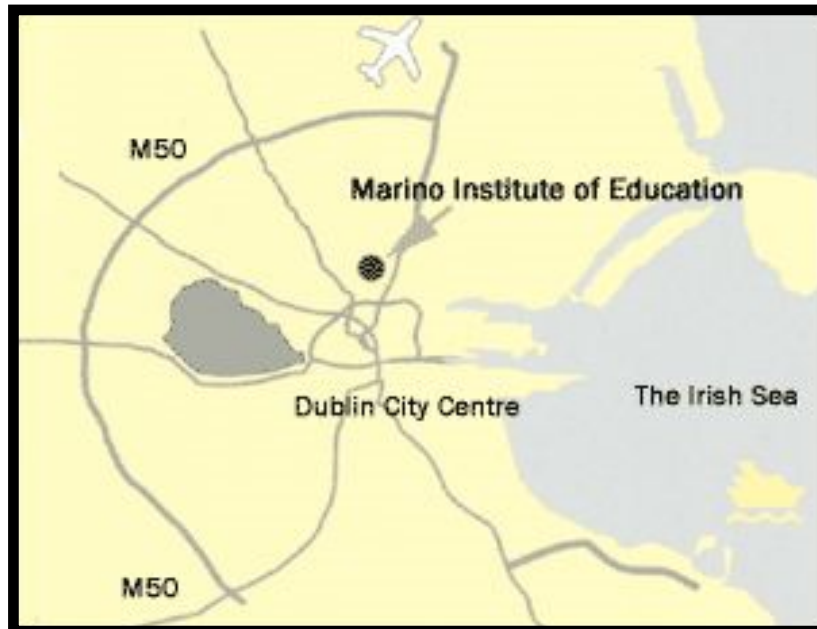 M50
Marino Institute of Education
Dublin City Centre
The Irish Sea
M50